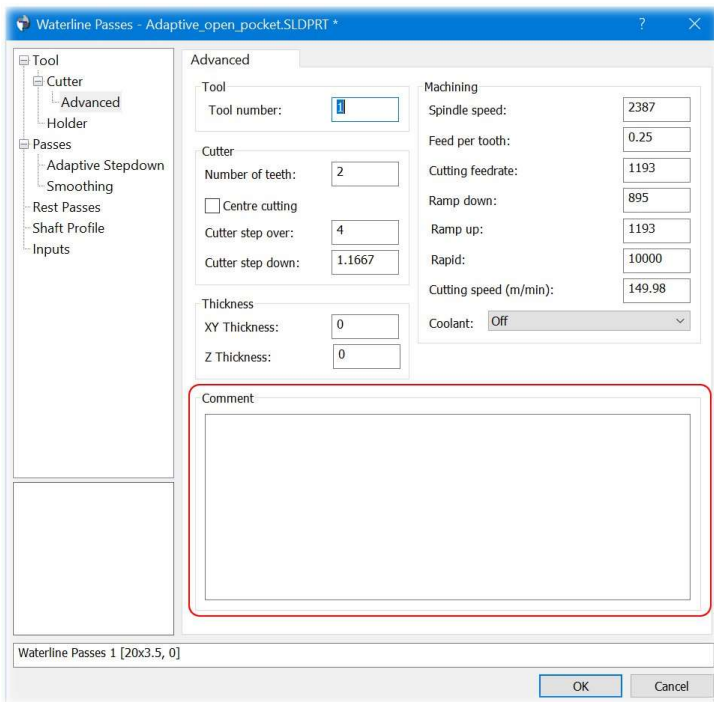 Waterline Passes - Adaptive_open_pocket.SLDPRT * ? ×
Tool
Cutter
Advanced
Holder
Passes
Adaptive Stepdown
Smoothing
Rest Passes
Shaft Profile
Inputs
Advanced
Tool
Tool number: 1
Cutter
Number of teeth: 2
Centre cutting
Cutter step over: 4
Cutter step down: 1.1667
Thickness
XY Thickness: 0
Z Thickness: 0
Machining
Spindle speed: 2387
Feed per tooth: 0.25
Cutting feedrate: 1193
Ramp down: 895
Ramp up: 1193
Rapid: 10000
Cutting speed (m/min): 149.98
Coolant: Off
Comment
Waterline Passes 1 [20x3.5, 0]
OK Cancel